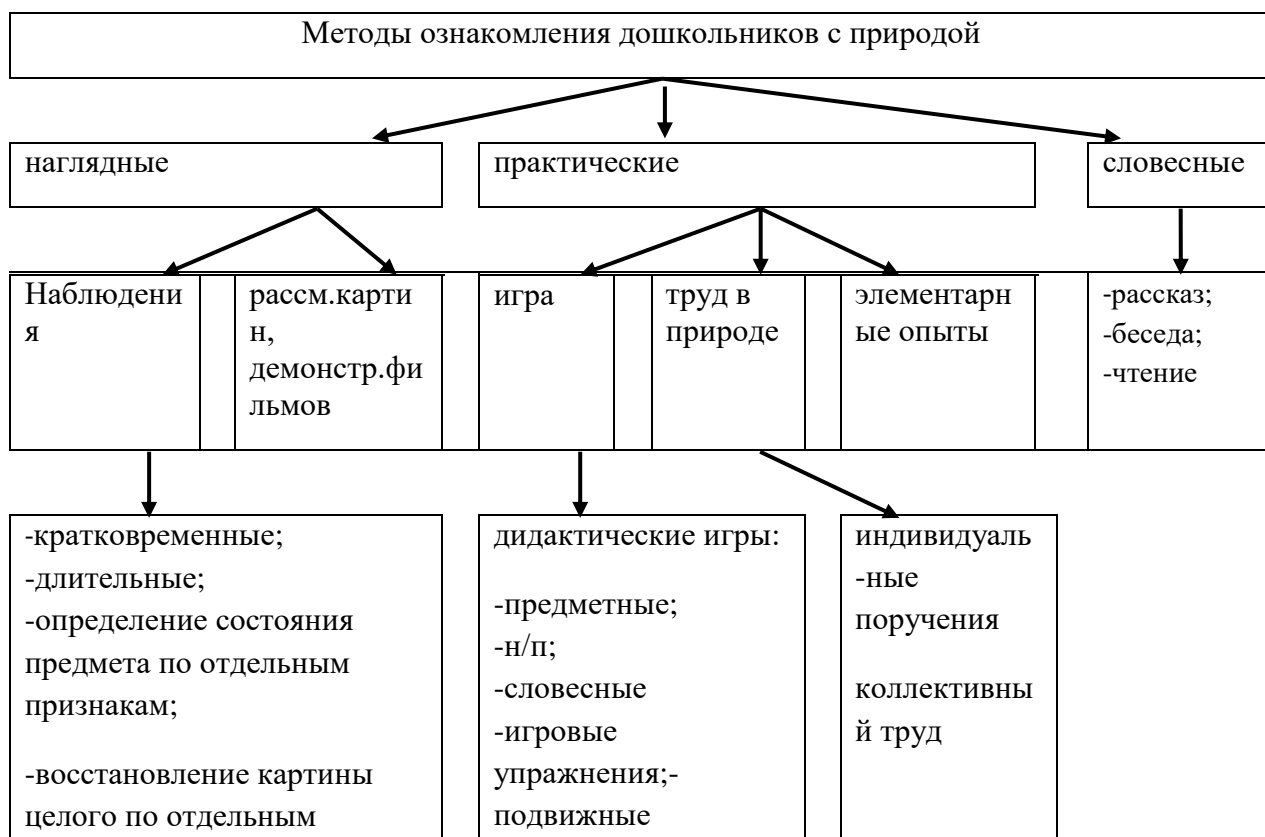 Методы ознакомления дошкольников с природой
наглядные
практические
словесные
Наблюдени
я
рассм.карти
н,
демонстр.фи
льмов
игра
труд в
природе
элементарн
ые опыты
-рассказ;
-беседа;
-чтение
-кратковременные;
-длительные;
-определение состояния
предмета по отдельным
признакам;
-восстановление картины
целого по отдельным
дидактические игры:
-предметные;
-н/п;
-словесные
-игровые
упражнения;-
подвижные
индивидуаль
-ные
поручения
коллективны
й труд